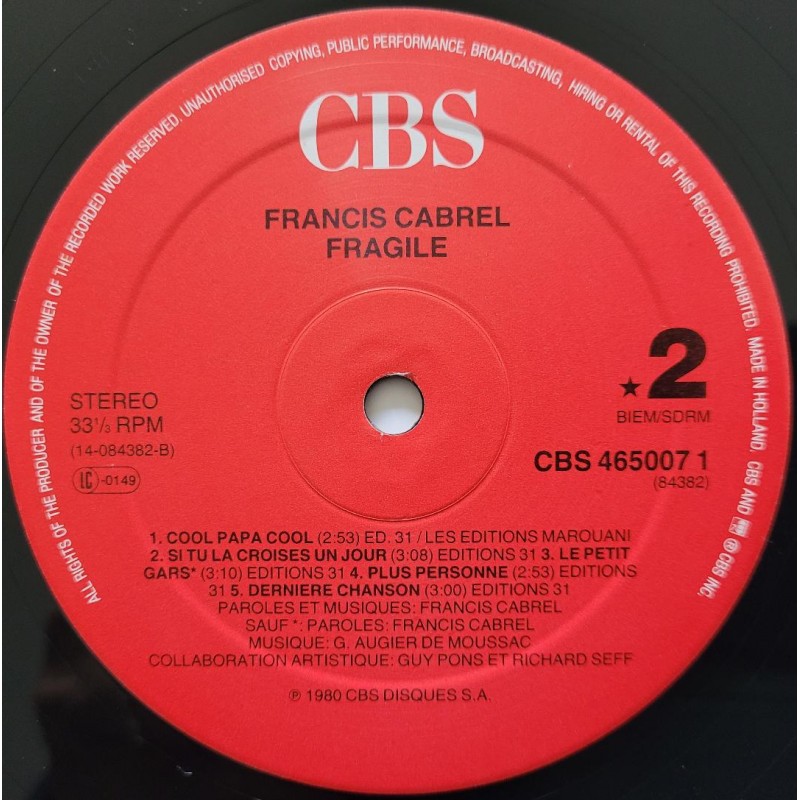 ALL RIGHTS OF THE PRODUCER AND OF THE OWNER OF THE RECORDED WORK RESERVED. UNAUTHORISED COPYING, PUBLIC PERFORMANCE, BROADCASTING, HIRING OR RENTAL OF THIS RECORDING PROHIBITED. MADE IN HOLLAND. CBS AND ℗ CBS INC.
CBS
FRANCIS CABREL
FRAGILE
STEREO
33 1/3 RPM
(14-084382-B)
LC-0149
★2
BIEM/SDRM
CBS 465007 1
(84382)
1. COOL PAPA COOL (2:53) ED. 31 / LES EDITIONS MAROUANI
2. SI TU LA CROISES UN JOUR (3:08) EDITIONS 31 3. LE PETIT
GARS* (3:10) EDITIONS 31 4. PLUS PERSONNE (2:53) EDITIONS
31 5. DERNIERE CHANSON (3:00) EDITIONS 31
PAROLES ET MUSIQUES: FRANCIS CABREL
SAUF *: PAROLES: FRANCIS CABREL
MUSIQUE: G. AUGIER DE MOUSSAC
COLLABORATION ARTISTIQUE: GUY PONS ET RICHARD SEFF
℗ 1980 CBS DISQUES S.A.